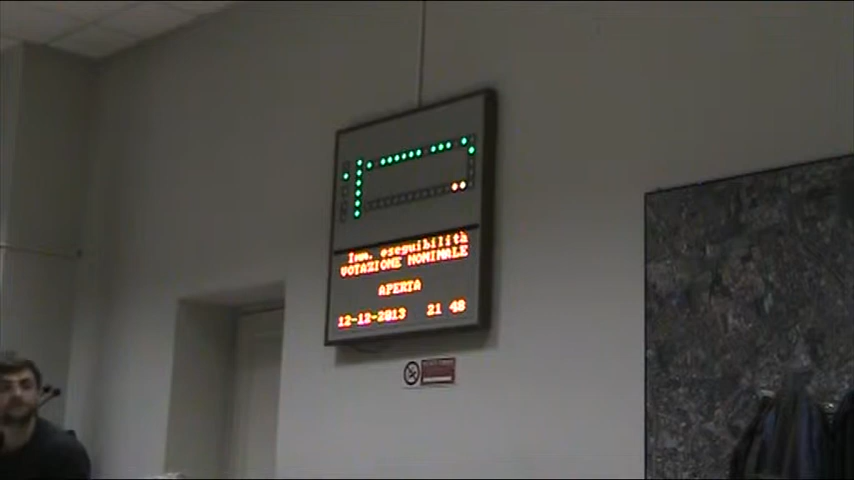 Imm. eseguibilità
VOTAZIONE NOMINALE
APERTA
12-12-2013 21 48